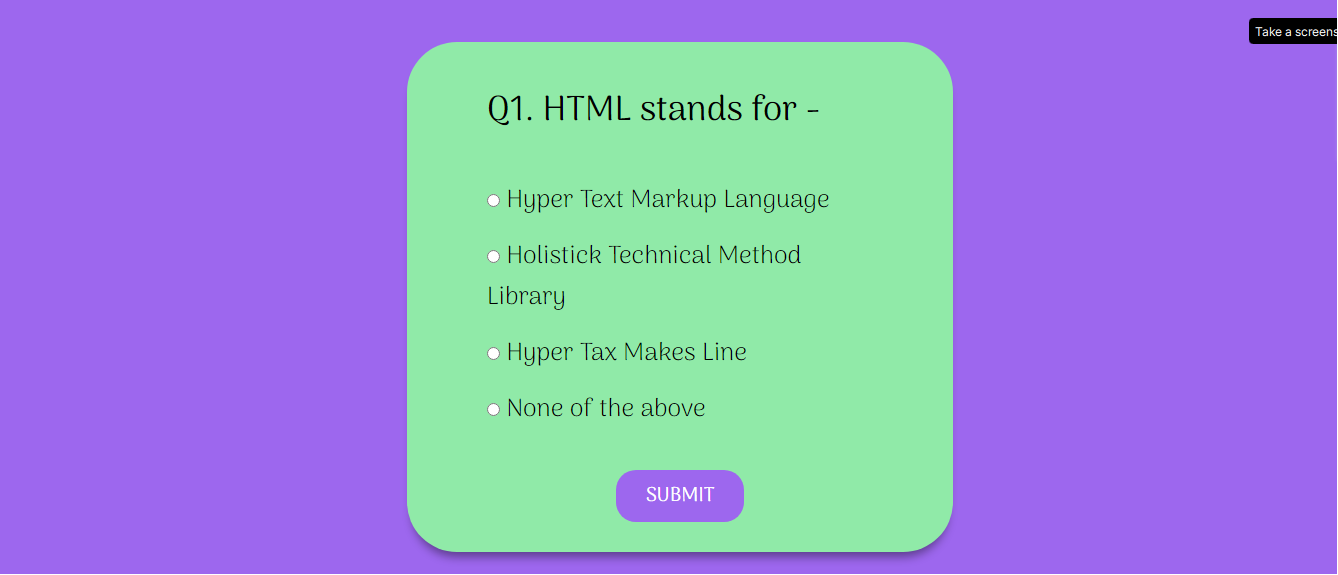 Take a screens
Q1. HTML stands for -
Hyper Text Markup Language
Holistick Technical Method
Library
Hyper Tax Makes Line
None of the above
SUBMIT